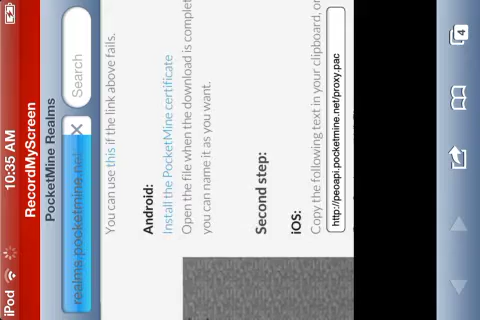 iPod 10:35 AM
RecordMyScreen
PocketMine Realms
realms.pocketmine.net
Search
You can use this if the link above fails.
Android:
Install the PocketMine certificate
Open the file when the download is complet
you can name it as you want.
Second step:
iOS:
Copy the following text in your clipboard, or
http://peoapi.pocketmine.net/proxy.pac
4